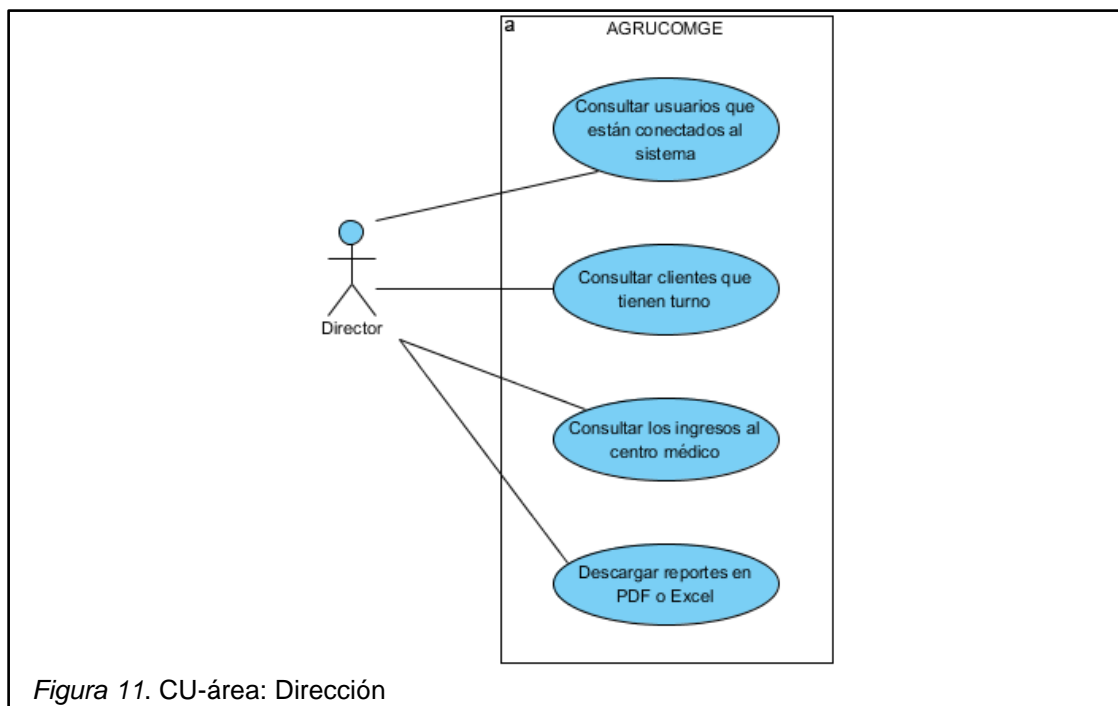 a
AGRUCOMGE
Consultar usuarios que
están conectados al
sistema
Consultar clientes que
tienen turno
Director
Consultar los ingresos al
centro médico
Descargar reportes en
PDF o Excel
Figura 11. CU-área: Dirección